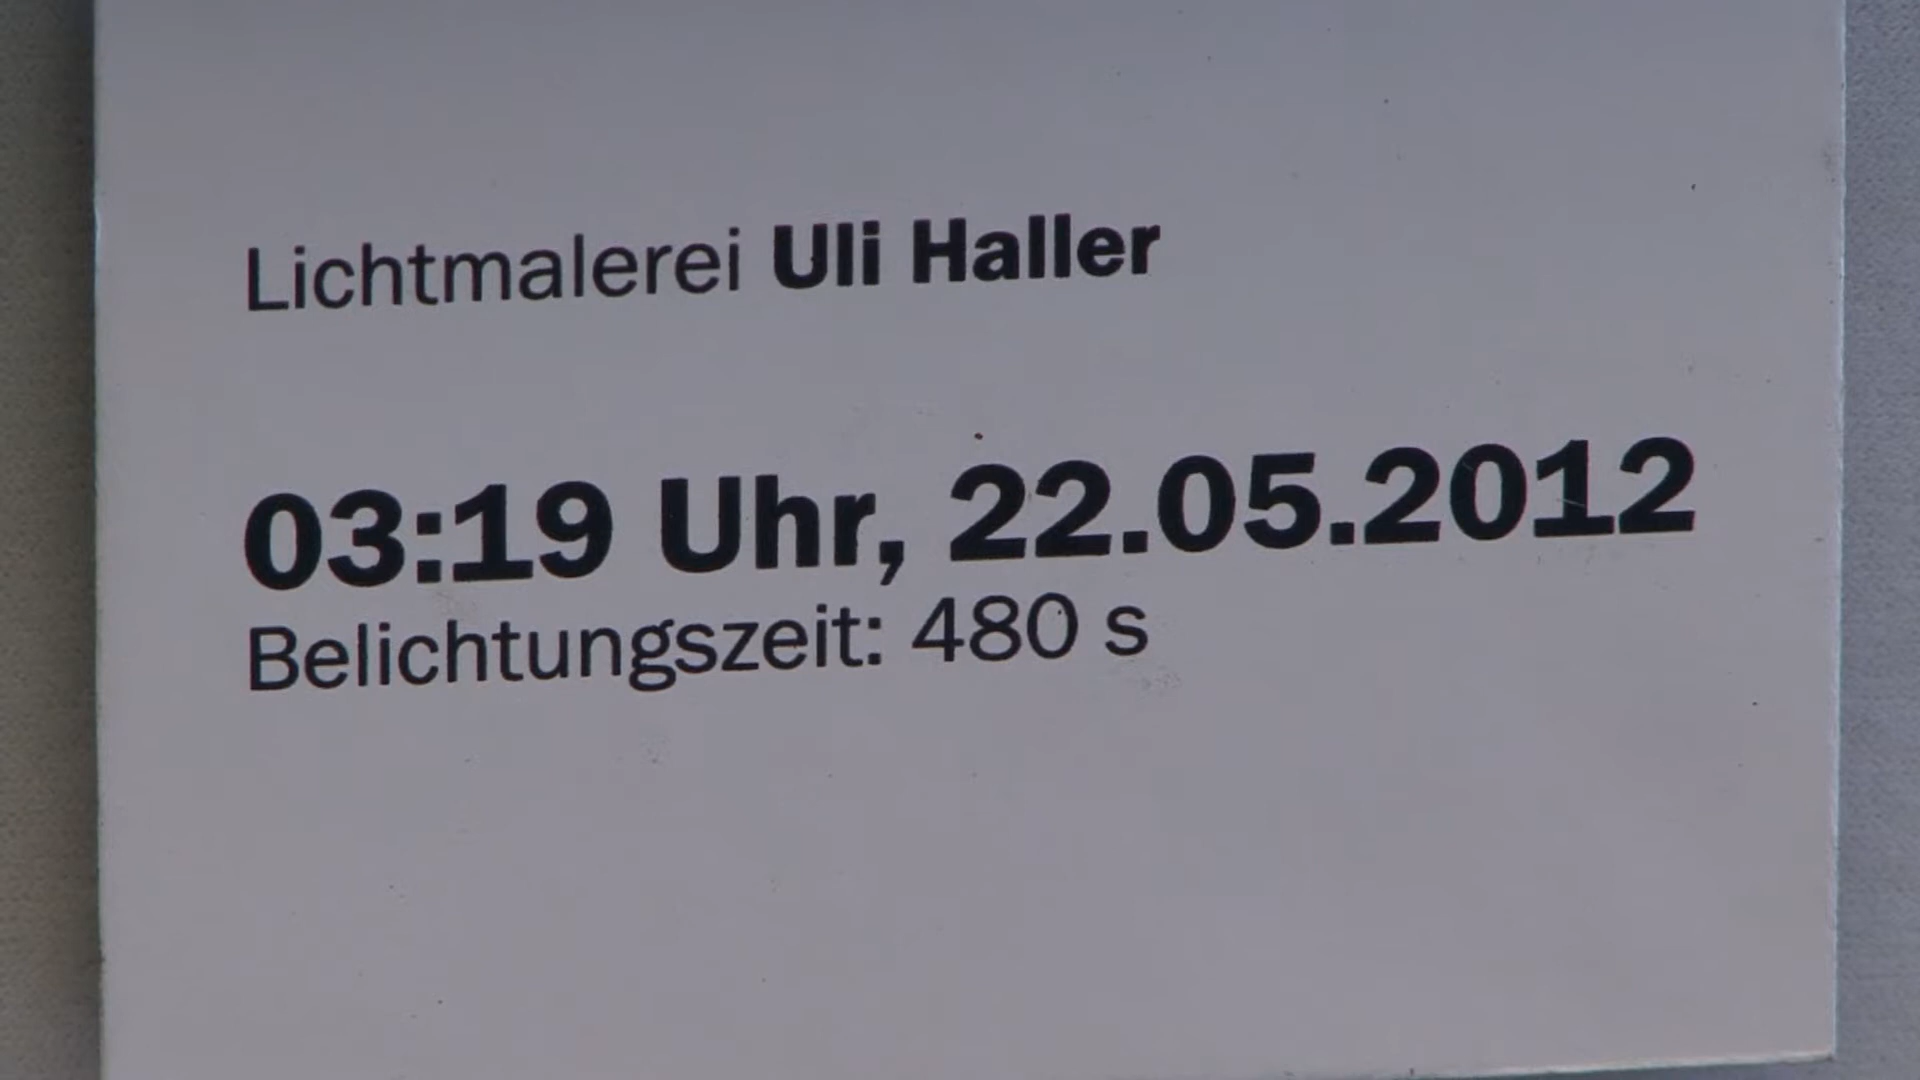 Lichtmalerei Uli Haller
03:19 Uhr, 22.05.2012
Belichtungszeit: 480 s